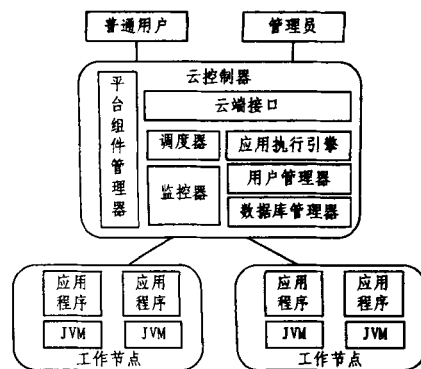 普通用户
管理员
云控制器
平台组件管理器
云端接口
调度器
应用执行引擎
监控器
用户管理器
数据库管理器
应用程序
应用程序
JVM
JVM
工作节点
应用程序
应用程序
JVM
JVM
工作节点